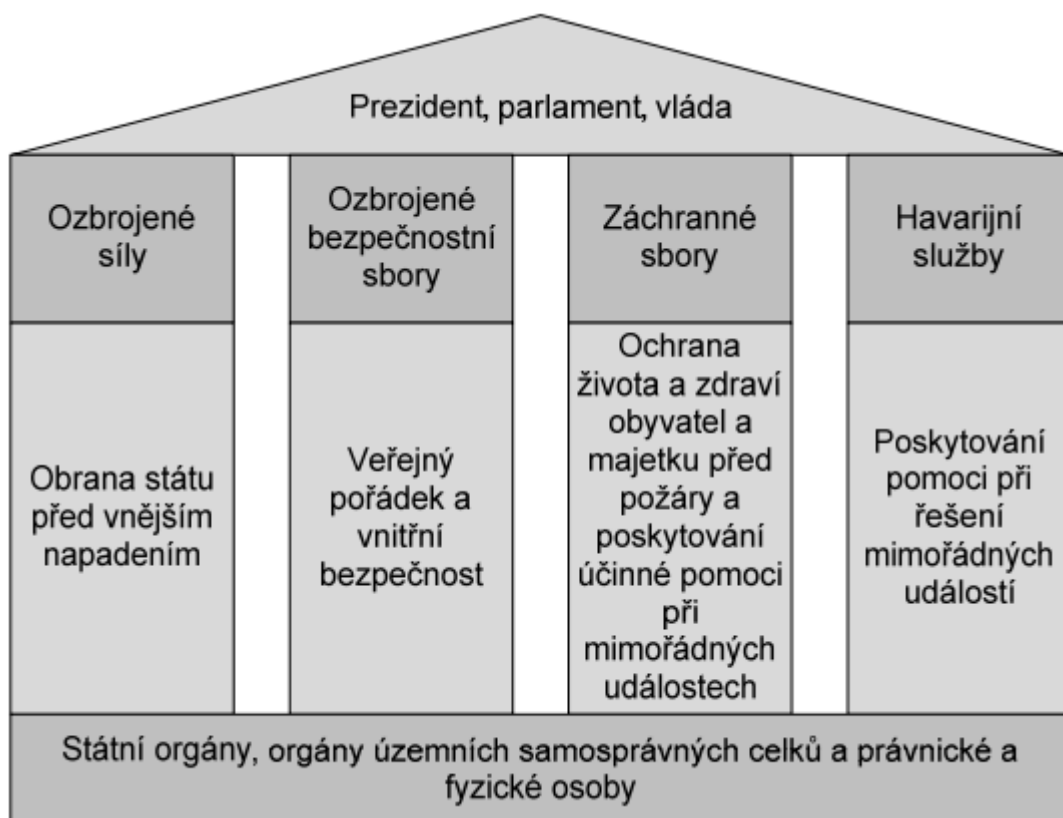 Prezident, parlament, vláda
Ozbrojené
síly
Ozbrojené
bezpečnostní
sbory
Záchranné
sbory
Havarijní
služby
Obrana státu
před vnějším
napadením
Veřejný
pořádek a
vnitřní
bezpečnost
Ochrana
života a zdraví
obyvatel a
majetku před
požáry a
poskytování
účinné pomoci
při
mimořádných
událostech
Poskytování
pomoci při
řešení
mimořádných
událostí
Státní orgány, orgány územních samosprávných celků a právnické a
fyzické osoby